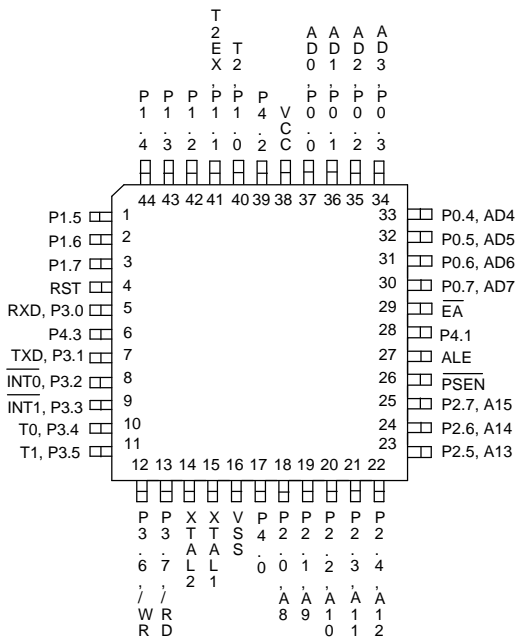 P1.4
P1.3
P1.2
T2EX,P1.1
T2,P1.0
P4.2
VCC
AD0,P0.0
AD1,P0.1
AD2,P0.2
AD3,P0.3
44 43 42 41 40 39 38 37 36 35 34
P1.5 1
P1.6 2
P1.7 3
RST 4
RXD, P3.0 5
P4.3 6
TXD, P3.1 7
INT0, P3.2 8
INT1, P3.3 9
T0, P3.4 10
T1, P3.5 11
33 P0.4, AD4
32 P0.5, AD5
31 P0.6, AD6
30 P0.7, AD7
29 EA
28 P4.1
27 ALE
26 PSEN
25 P2.7, A15
24 P2.6, A14
23 P2.5, A13
12 13 14 15 16 17 18 19 20 21 22
P3.6,/WR
P3.7,/RD
XTAL2
XTAL1
VSS
P4.0
P2.0,A8
P2.1,A9
P2.2,A10
P2.3,A11
P2.4,A12